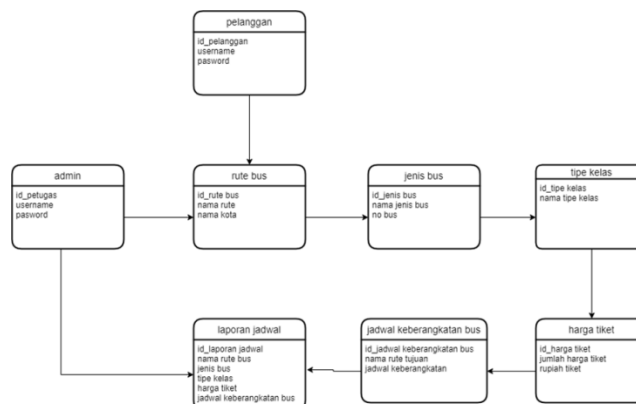 pelanggan
id_pelanggan
username
pasword
admin
id_petugas
username
pasword
rute bus
id_rute bus
nama rute
nama kota
jenis bus
id_jenis bus
nama jenis bus
no bus
tipe kelas
id_tipe kelas
nama tipe kelas
laporan jadwal
id_laporan jadwal
nama rute bus
jenis bus
tipe kelas
harga tiket
jadwal keberangkatan bus
jadwal keberangkatan bus
id_jadwal keberangkatan bus
nama rute tujuan
jadwal keberangkatan
harga tiket
id_harga tiket
jumlah harga tiket
rupiah tiket